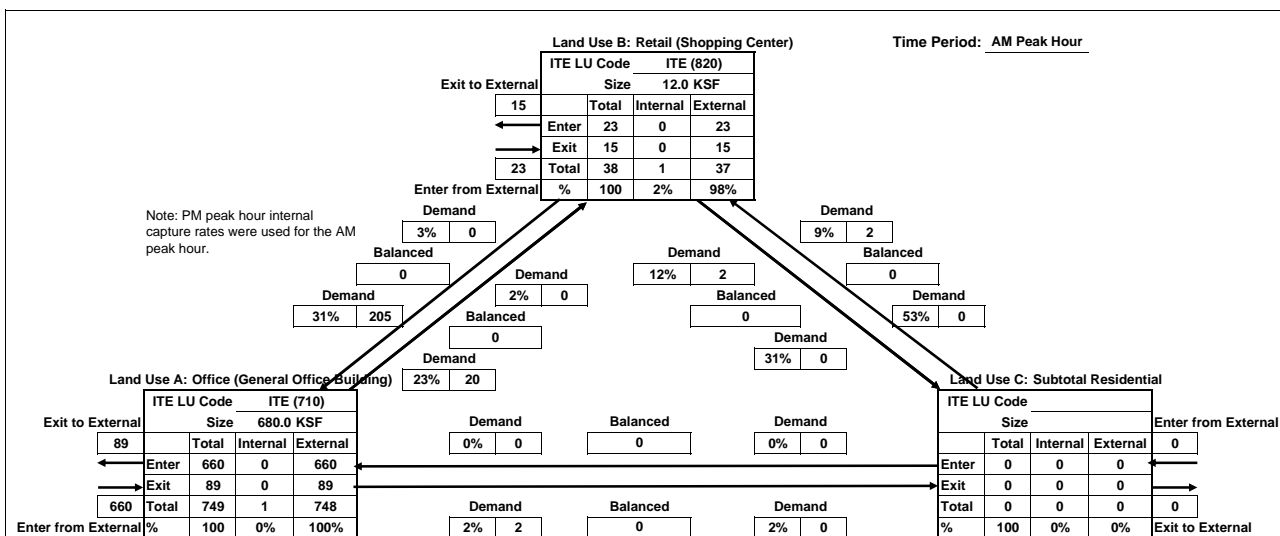 Land Use B: Retail (Shopping Center)
Time Period: AM Peak Hour
ITE LU Code ITE (820)
Exit to External Size 12.0 KSF
15 Total Internal External
Enter 23 0 23
Exit 15 0 15
23 Total 38 1 37
Enter from External % 100 2% 98%
Note: PM peak hour internal
capture rates were used for the AM
peak hour.
Demand
3% 0
Balanced
0
Demand
31% 205
Demand
2% 0
Balanced
0
Demand
23% 20
Demand
12% 2
Balanced
0
Demand
31% 0
Demand
9% 2
Balanced
0
Demand
53% 0
Land Use A: Office (General Office Building)
ITE LU Code ITE (710)
Exit to External Size 680.0 KSF
89 Total Internal External
Enter 660 0 660
Exit 89 0 89
660 Total 749 1 748
Enter from External % 100 0% 100%
Demand Balanced Demand
0% 0 0 0% 0
Demand Balanced Demand
2% 2 0 2% 0
Land Use C: Subtotal Residential
ITE LU Code
Size Enter from External
Total Internal External 0
Enter 0 0 0
Exit 0 0 0
Total 0 0 0 0
% 100 0% 0% Exit to External